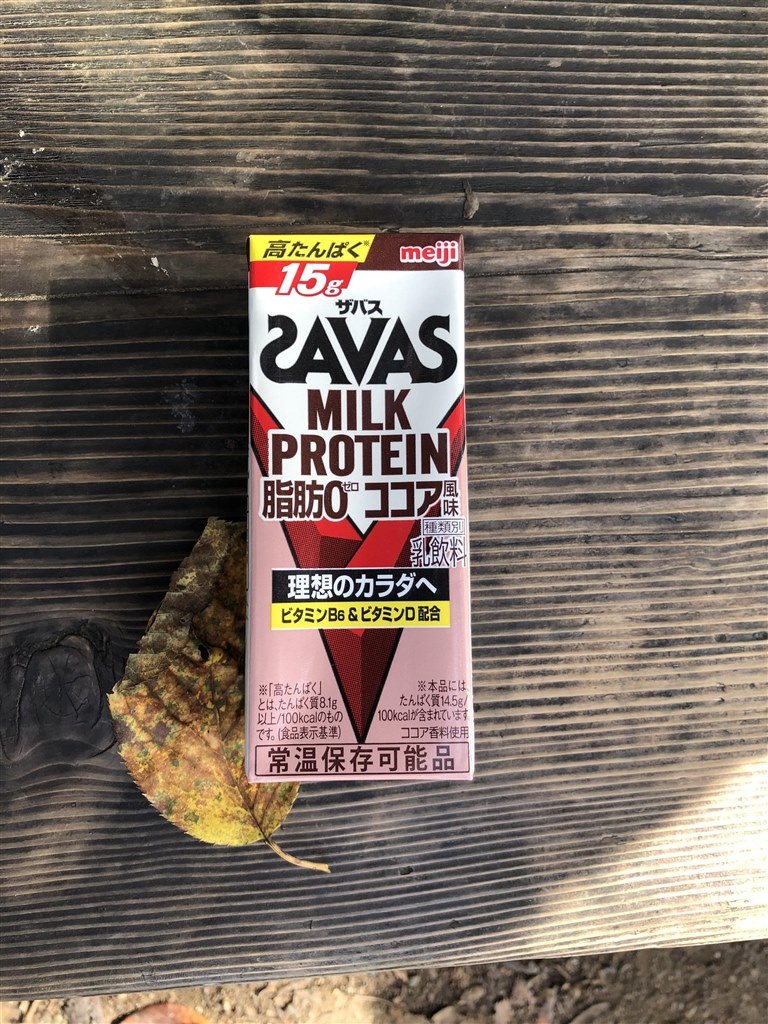 高たんぱく※
meiji
15g
ザバス
SAVAS
MILK
PROTEIN
脂肪0ゼロ ココア風味
種類別
乳飲料
理想のカラダへ
ビタミンB6 & ビタミンD 配合
※「高たんぱく」
とは、たんぱく質8.1g
以上/100kcalのもの
です。(食品表示基準)
※本品には
たんぱく質14.5g/
100kcalが含まれています。
ココア香料使用
常温保存可能品